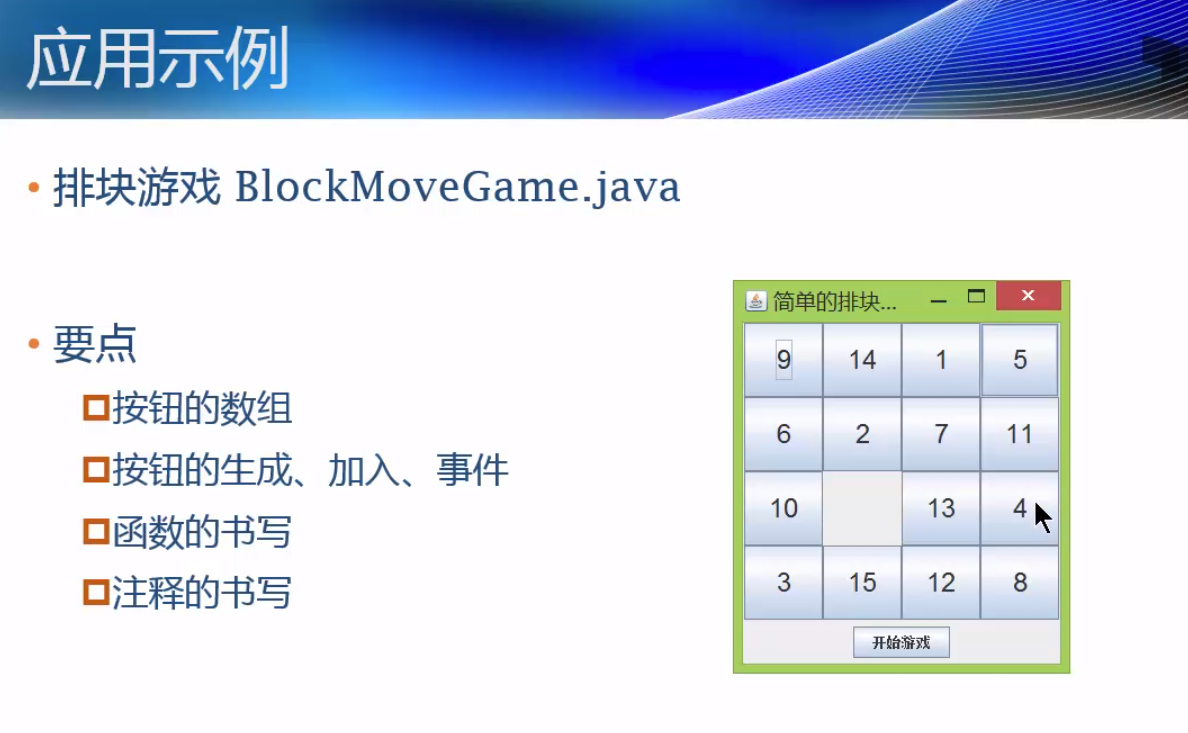 应用示例
排块游戏 BlockMoveGame.java
要点
按钮的数组
按钮的生成、加入、事件
函数的书写
注释的书写
简单的排块...
9 14 1 5
6 2 7 11
10 13 4
3 15 12 8
开始游戏